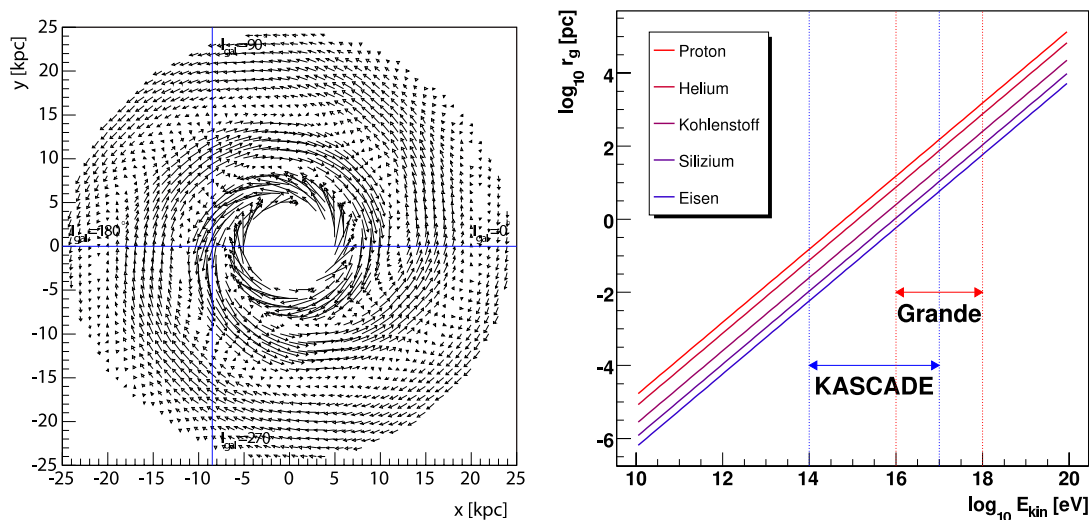 y [kpc]
25
20
15
10
5
0
-5
-10
-15
-20
-25
-25 -20 -15 -10 -5 0 5 10 15 20 25
x [kpc]
l_gal=90
l_gal=180
l_gal=0
l_gal=270
log₁₀ r_g [pc]
4
2
0
-2
-4
-6
Proton
Helium
Kohlenstoff
Silizium
Eisen
Grande
KASCADE
10 12 14 16 18 20
log₁₀ E_kin [eV]